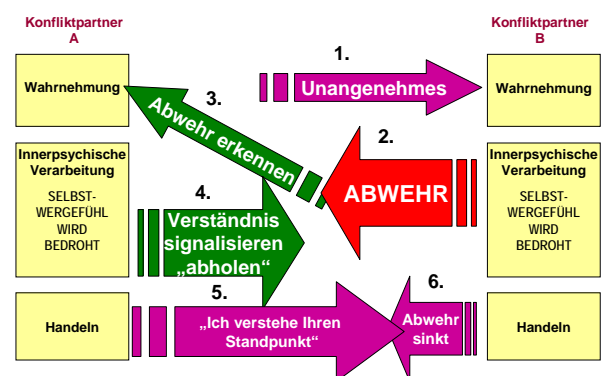 Konfliktpartner
A
Konfliktpartner
B
1.
Wahrnehmung
Unangenehmes
Wahrnehmung
3.
Abwehr erkennen
2.
Innerpsychische
Verarbeitung
SELBST-
WERGEFÜHL
WIRD
BEDROHT
ABWEHR
Innerpsychische
Verarbeitung
SELBST-
WERGEFÜHL
WIRD
BEDROHT
4.
Verständnis
signalisieren
„abholen“
5.
6.
Handeln
„Ich verstehe Ihren
Standpunkt“
Abwehr
sinkt
Handeln